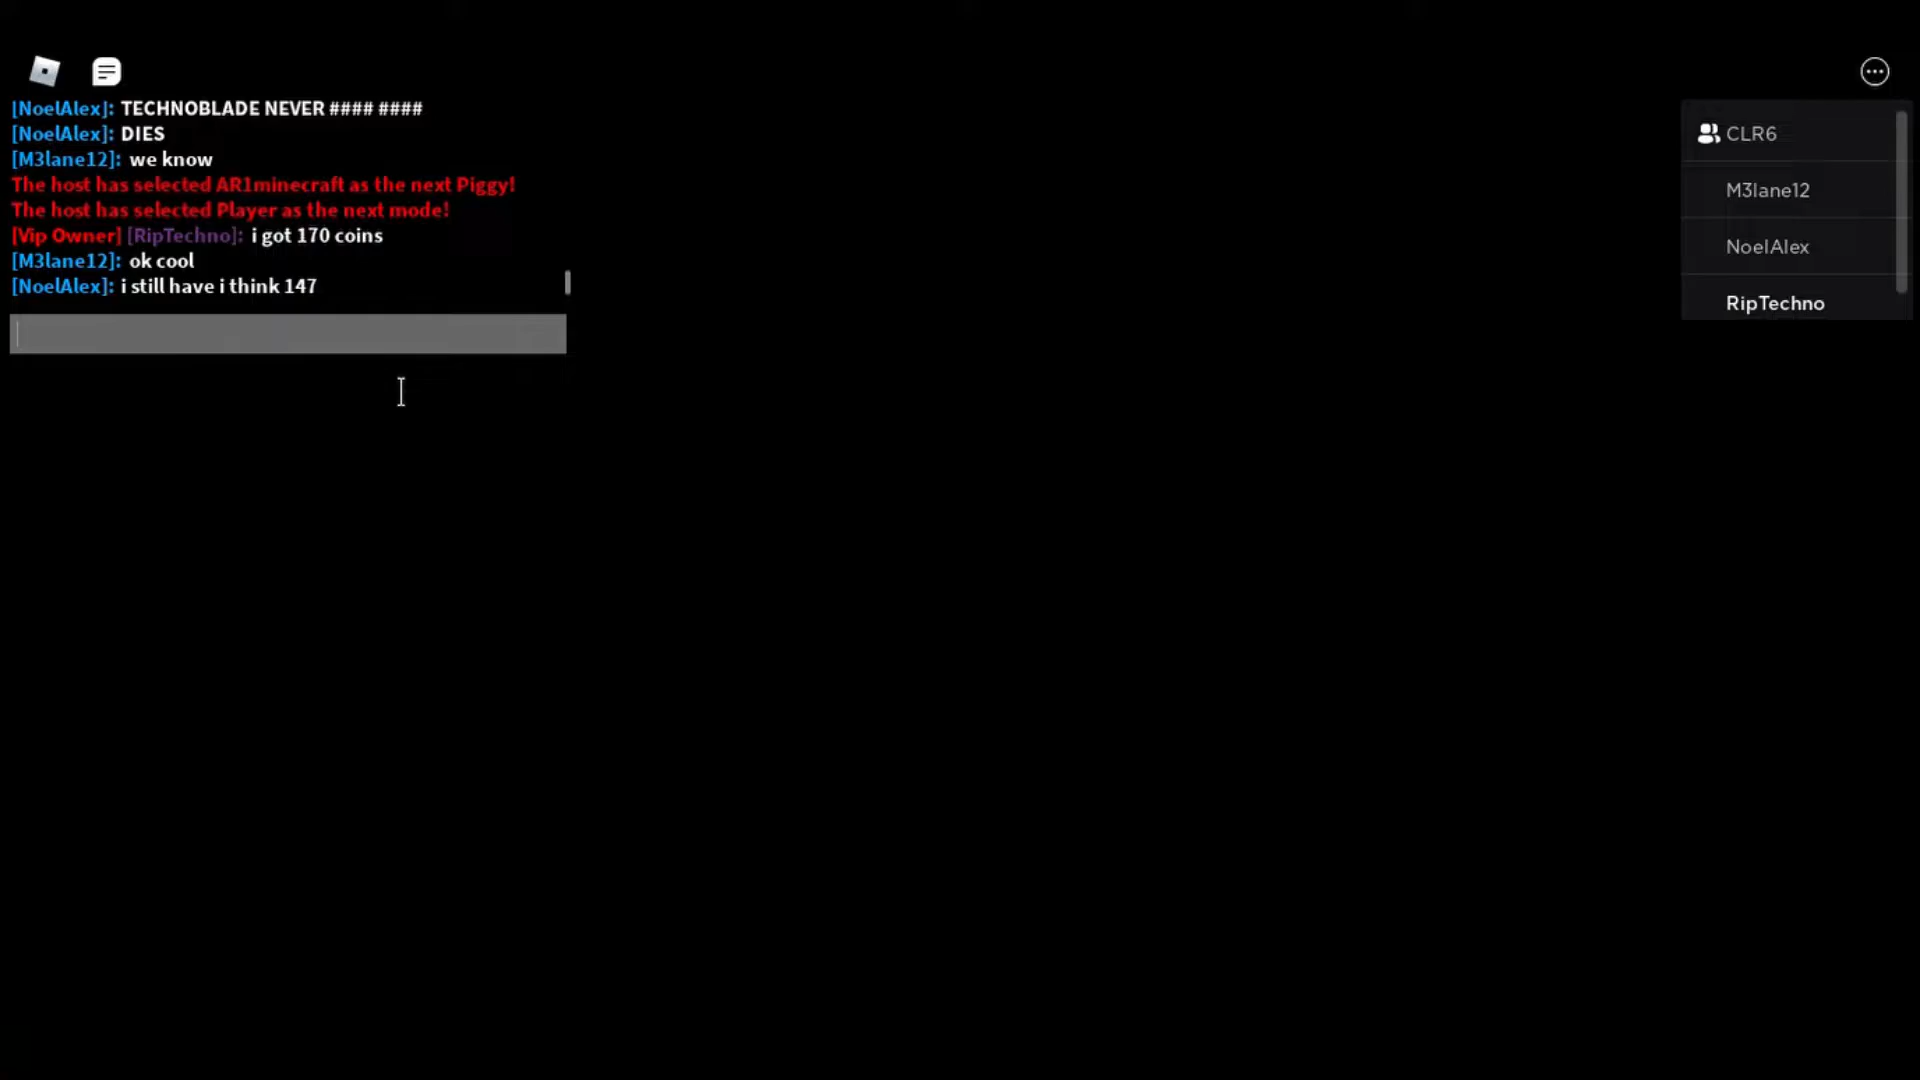 [NoelAlex]: TECHNOBLADE NEVER #### ####
[NoelAlex]: DIES
[M3lane12]: we know
The host has selected AR1minecraft as the next Piggy!
The host has selected Player as the next mode!
[Vip Owner] [RipTechno]: i got 170 coins
[M3lane12]: ok cool
[NoelAlex]: i still have i think 147
CLR6
M3lane12
NoelAlex
RipTechno